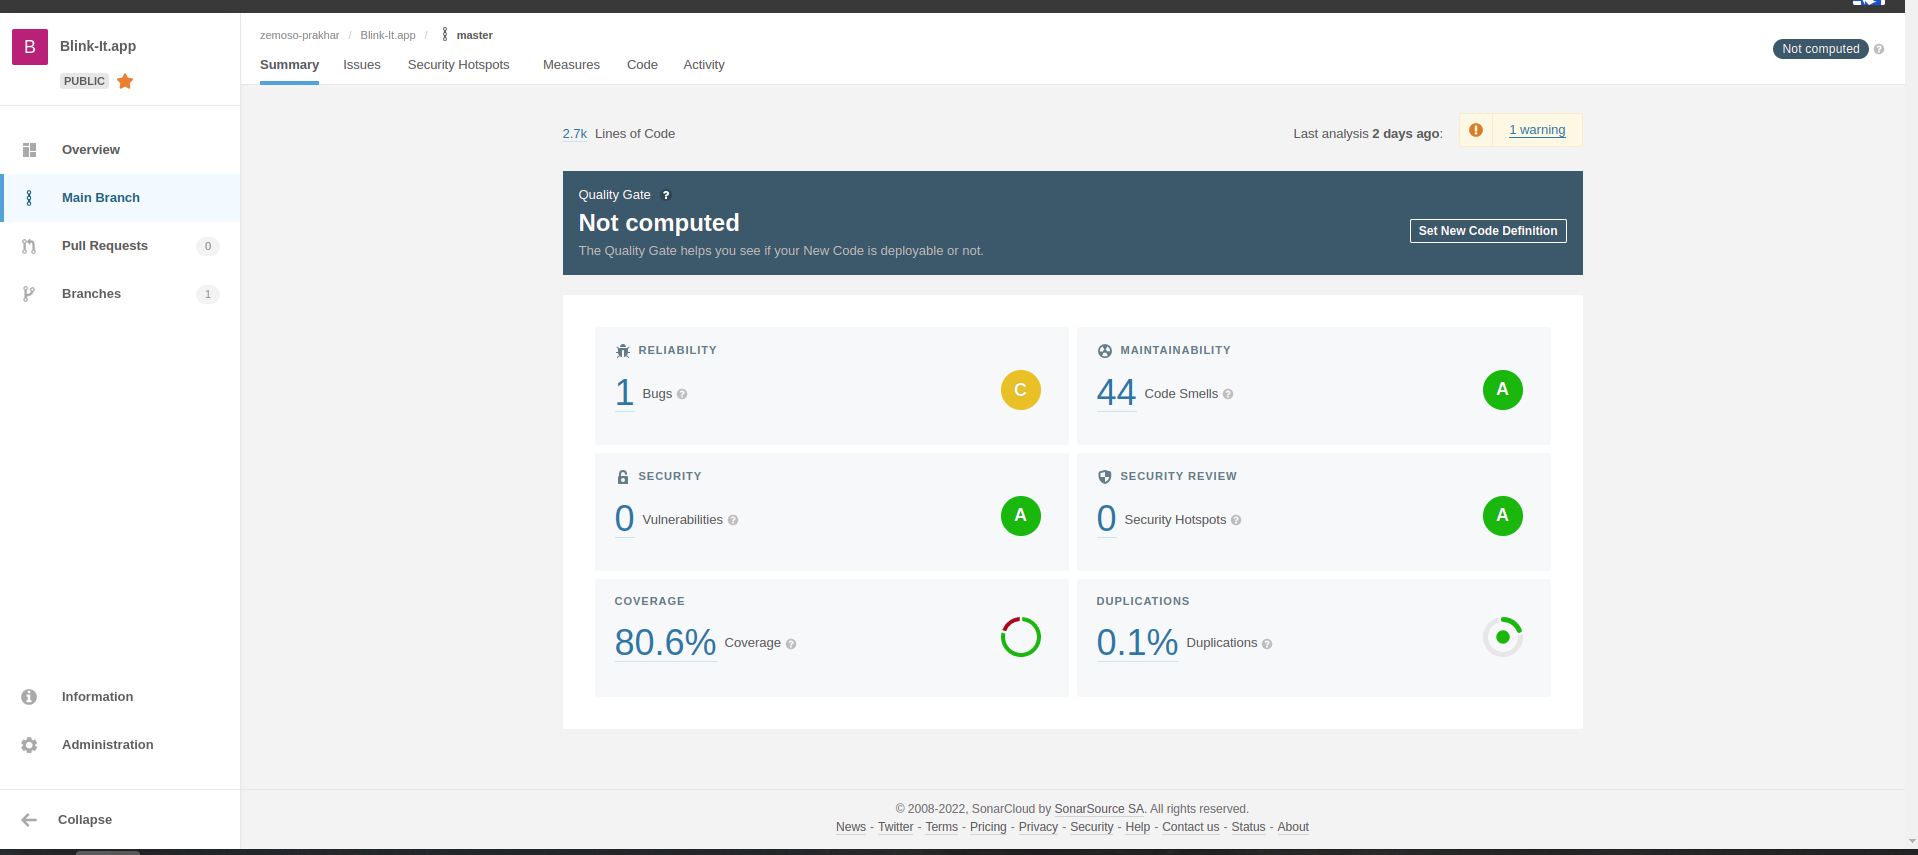 B
Blink-It.app
PUBLIC
Overview
Main Branch
Pull Requests 0
Branches 1
Information
Administration
Collapse
zemoso-prakhar / Blink-It.app / master
Summary Issues Security Hotspots Measures Code Activity
Not computed ?
2.7k Lines of Code
Last analysis 2 days ago: 1 warning
Quality Gate ?
Not computed
The Quality Gate helps you see if your New Code is deployable or not.
Set New Code Definition
RELIABILITY
1 Bugs ?
C
MAINTAINABILITY
44 Code Smells ?
A
SECURITY
0 Vulnerabilities ?
A
SECURITY REVIEW
0 Security Hotspots ?
A
COVERAGE
80.6% Coverage ?
DUPLICATIONS
0.1% Duplications ?
© 2008-2022, SonarCloud by SonarSource SA. All rights reserved.
News - Twitter - Terms - Pricing - Privacy - Security - Help - Contact us - Status - About